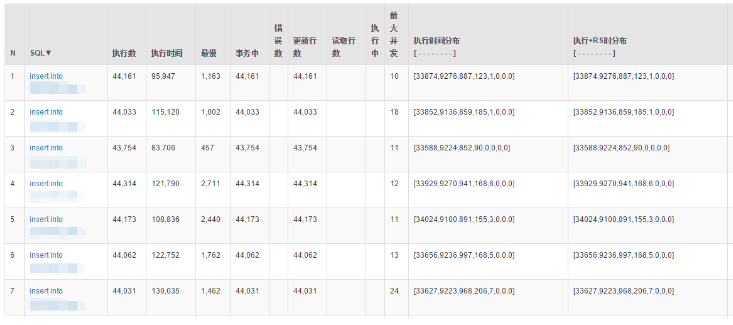 N SQL▼ 执行数 执行时间 最慢 事务中 错误数 更新行数 读取行数 执行中 最大并发 执行时间分布 [ - - - - - - - - ] 执行+RS时分布 [ - - - - - - - - ]
1 Insert into 44,161 95,947 1,163 44,161 44,161 10 [33874,9276,887,123,1,0,0,0] [33874,9276,887,123,1,0,0,0]
2 insert into 44,033 115,120 1,002 44,033 44,033 18 [33852,9136,859,185,1,0,0,0] [33852,9136,859,185,1,0,0,0]
3 insert into 43,754 83,706 457 43,754 43,754 11 [33588,9224,852,90,0,0,0,0] [33588,9224,852,90,0,0,0,0]
4 insert into 44,314 121,790 2,711 44,314 44,314 12 [33929,9270,941,168,6,0,0,0] [33929,9270,941,168,6,0,0,0]
5 insert into 44,173 108,836 2,440 44,173 44,173 11 [34024,9100,891,155,3,0,0,0] [34024,9100,891,155,3,0,0,0]
6 insert into 44,062 122,752 1,762 44,062 44,062 13 [33656,9236,997,168,5,0,0,0] [33656,9236,997,168,5,0,0,0]
7 insert into 44,031 130,035 1,462 44,031 44,031 24 [33627,9223,968,206,7,0,0,0] [33627,9223,968,206,7,0,0,0]